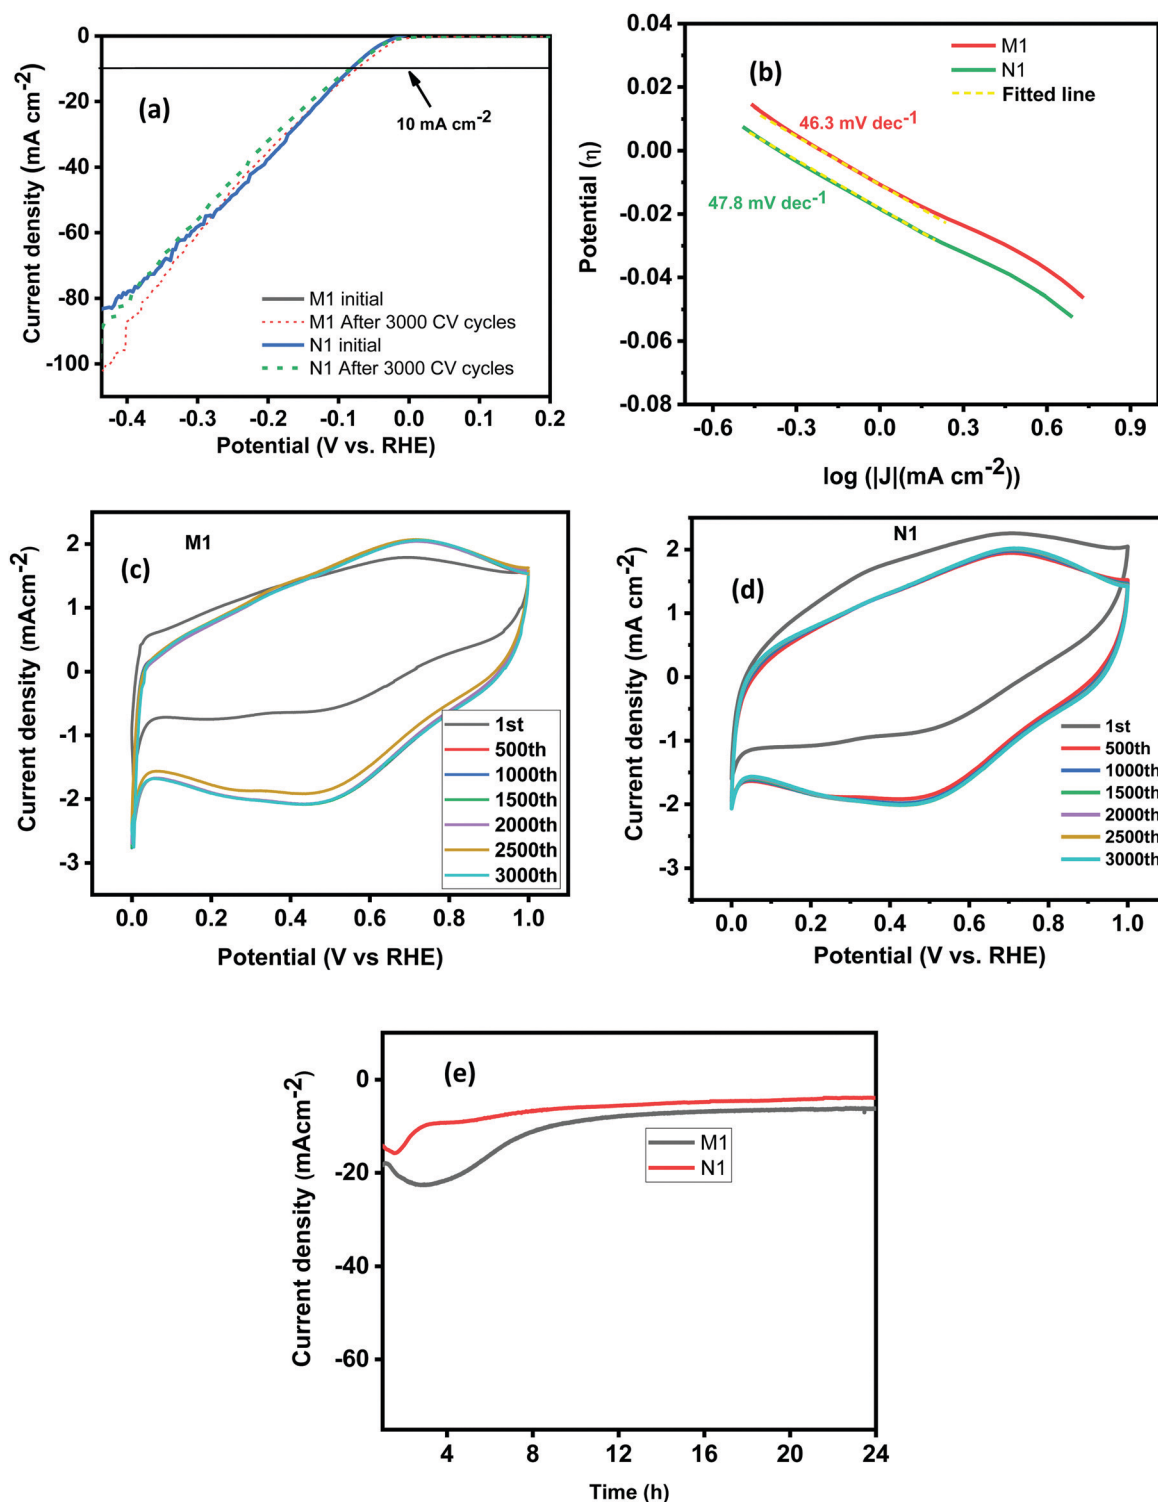 (a)
0
-20
-40
-60
-80
-100
Current density (mA cm-2)
10 mA cm-2
M1 initial
M1 After 3000 CV cycles
N1 initial
N1 After 3000 CV cycles
-0.4 -0.3 -0.2 -0.1 0.0 0.1 0.2
Potential (V vs. RHE)
(b)
0.04
0.02
0.00
-0.02
-0.04
-0.06
-0.08
Potential (η)
M1
N1
Fitted line
46.3 mV dec-1
47.8 mV dec-1
-0.6 -0.3 0.0 0.3 0.6 0.9
log (|J|(mA cm-2))
M1
(c)
2
1
0
-1
-2
-3
Current density (mAcm-2)
1st
500th
1000th
1500th
2000th
2500th
3000th
0.0 0.2 0.4 0.6 0.8 1.0
Potential (V vs RHE)
N1
(d)
2
1
0
-1
-2
-3
Current density (mA cm-2)
1st
500th
1000th
1500th
2000th
2500th
3000th
0.0 0.2 0.4 0.6 0.8 1.0
Potential (V vs. RHE)
(e)
0
-20
-40
-60
Current density (mAcm-2)
M1
N1
4 8 12 16 20 24
Time (h)